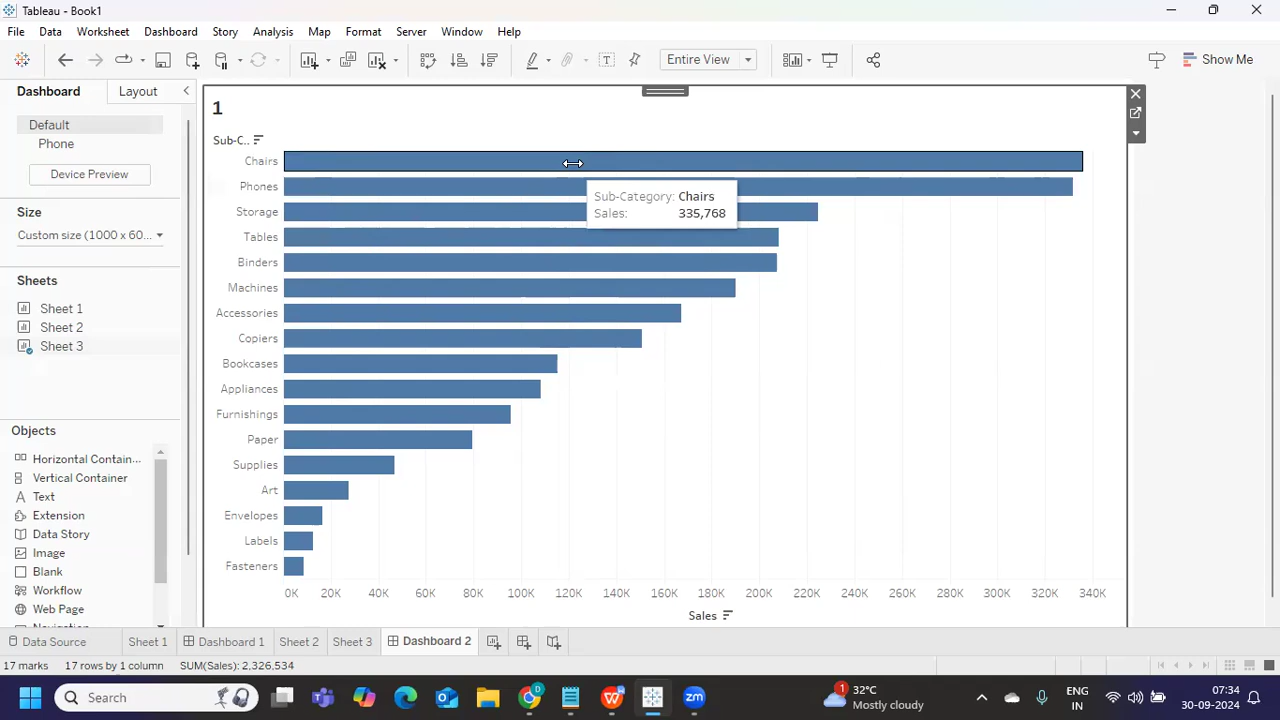 Tableau - Book1
File Data Worksheet Dashboard Story Analysis Map Format Server Window Help
Entire View
Show Me
Dashboard Layout
Default
Phone
Device Preview
Size
Custom size (1000 x 60...
Sheets
Sheet 1
Sheet 2
Sheet 3
Objects
Horizontal Contain...
Vertical Container
Text
Extension
Data Story
Image
Blank
Workflow
Web Page
1
Sub-C..
Chairs
Phones
Storage
Tables
Binders
Machines
Accessories
Copiers
Bookcases
Appliances
Furnishings
Paper
Supplies
Art
Envelopes
Labels
Fasteners
Sub-Category: Chairs
Sales: 335,768
0K 20K 40K 60K 80K 100K 120K 140K 160K 180K 200K 220K 240K 260K 280K 300K 320K 340K
Sales
Data Source Sheet 1 Dashboard 1 Sheet 2 Sheet 3 Dashboard 2
17 marks 17 rows by 1 column SUM(Sales): 2,326,534
Search
1
32°C
Mostly cloudy
ENG
IN
07:34
30-09-2024